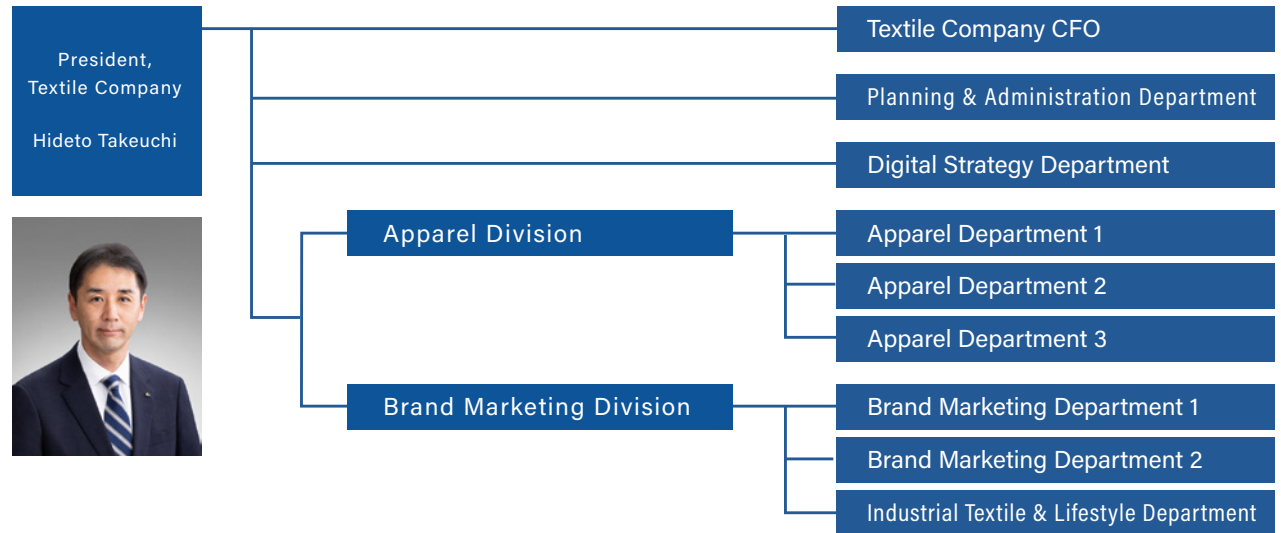 President,
Textile Company
Hideto Takeuchi
Textile Company CFO
Planning & Administration Department
Digital Strategy Department
Apparel Division
Apparel Department 1
Apparel Department 2
Apparel Department 3
Brand Marketing Division
Brand Marketing Department 1
Brand Marketing Department 2
Industrial Textile & Lifestyle Department